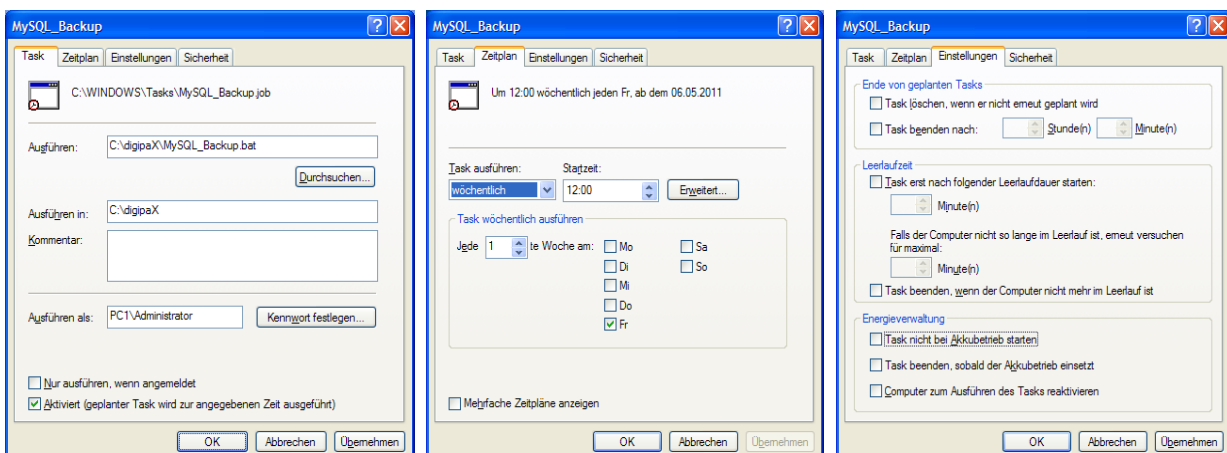 MySQL_Backup
Task Zeitplan Einstellungen Sicherheit
C:\WINDOWS\Tasks\MySQL_Backup.job
Ausführen: C:\digipaX\MySQL_Backup.bat
Durchsuchen...
Ausführen in: C:\digipaX
Kommentar:
Ausführen als: PC1\Administrator Kennwort festlegen...
Nur ausführen, wenn angemeldet
Aktiviert (geplanter Task wird zur angegebenen Zeit ausgeführt)
OK Abbrechen Übernehmen
MySQL_Backup
Task Zeitplan Einstellungen Sicherheit
Um 12:00 wöchentlich jeden Fr, ab dem 06.05.2011
Task ausführen: Startzeit:
wöchentlich 12:00 Erweitert...
Task wöchentlich ausführen
Jede 1 te Woche am: Mo Sa
Di So
Mi
Do
Fr
Mehrfache Zeitpläne anzeigen
OK Abbrechen Übernehmen
MySQL_Backup
Task Zeitplan Einstellungen Sicherheit
Ende von geplanten Tasks
Task löschen, wenn er nicht erneut geplant wird
Task beenden nach: Stunde(n) Minute(n)
Leerlaufzeit
Task erst nach folgender Leerlaufdauer starten:
Minute(n)
Falls der Computer nicht so lange im Leerlauf ist, erneut versuchen
für maximal:
Minute(n)
Task beenden, wenn der Computer nicht mehr im Leerlauf ist
Energieverwaltung
Task nicht bei Akkubetrieb starten
Task beenden, sobald der Akkubetrieb einsetzt
Computer zum Ausführen des Tasks reaktivieren
OK Abbrechen Übernehmen